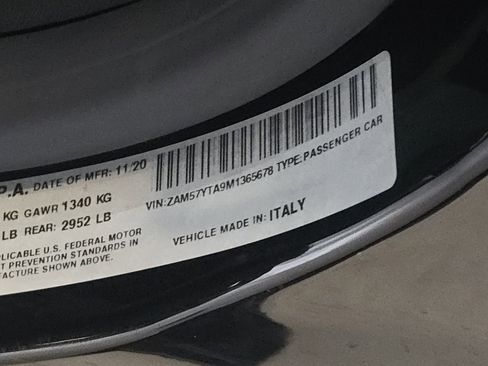 P.A. DATE OF MFR: 11/20
KG GAWR 1340 KG
LB REAR: 2952 LB
PLICABLE U.S. FEDERAL MOTOR
T PREVENTION STANDARDS IN
FACTURE SHOWN ABOVE.
VIN: ZAM57YTA9M1365678 TYPE: PASSENGER CAR
VEHICLE MADE IN: ITALY